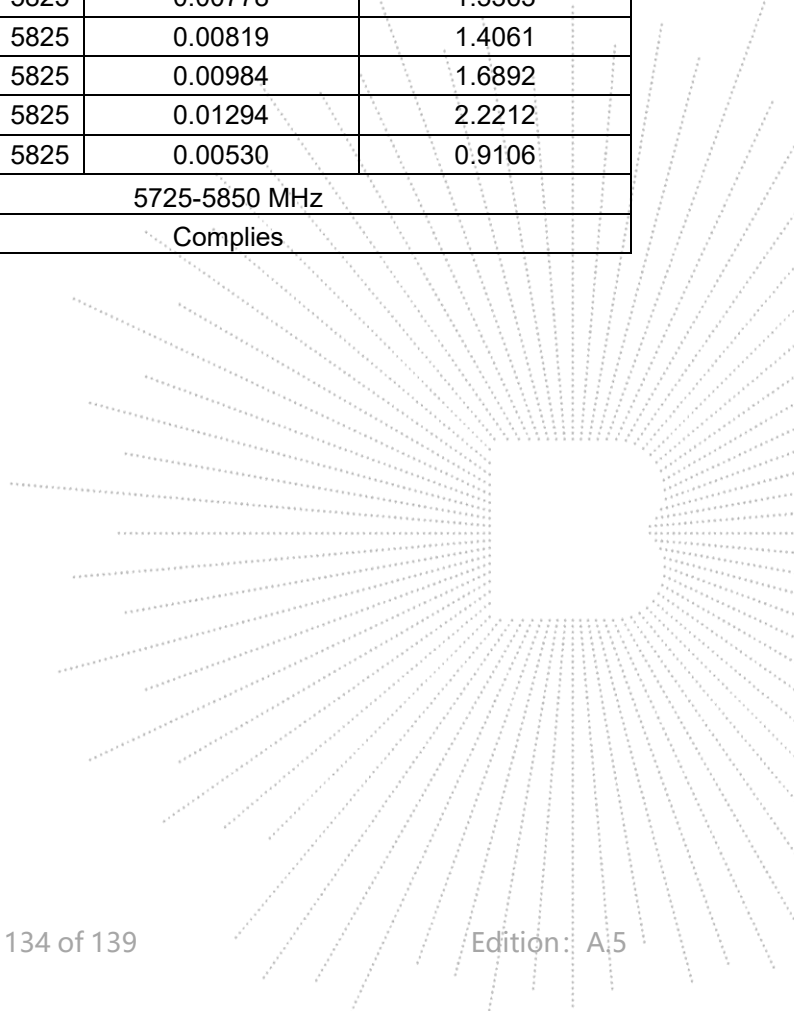 5825 0.00819 1.4061
5825 0.00984 1.6892
5825 0.01294 2.2212
5825 0.00530 0.9106
5725-5850 MHz
Complies
134 of 139 Edition: A.5